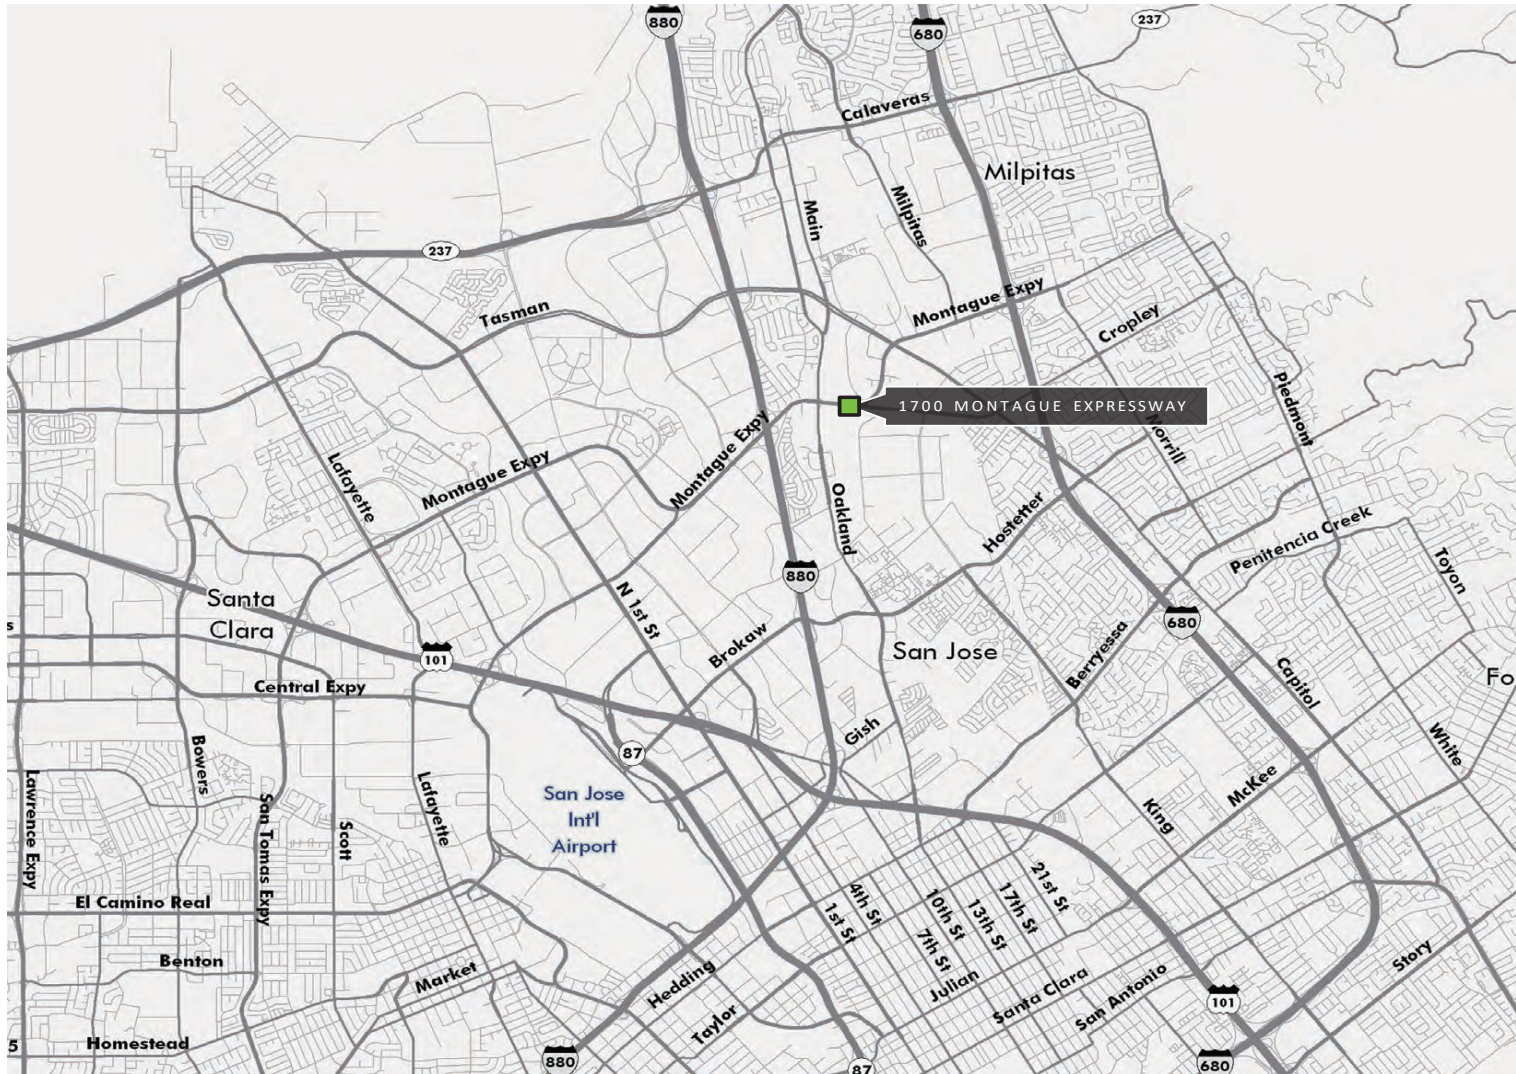 880
680
237
Calaveras
Milpitas
Milpitas
Main
237
Montague Expy
Tasman
Cropley
1700 MONTAGUE EXPRESSWAY
Piedmont
Morrill
Montague Expy
Montague Expy
Lafayette
Oakland
Hostetter
Penitencia Creek
Toyon
880
Santa
Clara
N 1st St
680
s
Brokaw
San Jose
Berryessa
101
Central Expy
Capitol
Fo
Gish
White
87
Bowers
San Jose
Int'l
Airport
McKee
King
Lawrence Expy
San Tomas Expy
Scott
Lafayette
El Camino Real
4th St
1st St
10th St
7th St
13th St
17th St
21st St
Benton
Market
Hedding
Julian
Santa Clara
San Antonio
Story
Taylor
101
5
Homestead
880
87
680